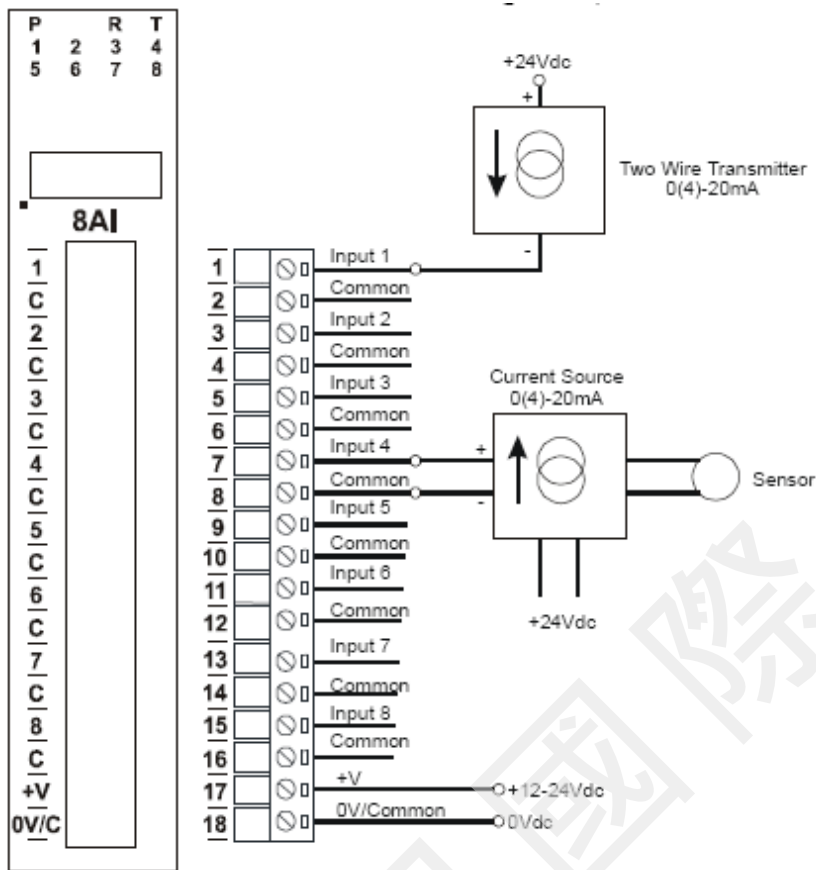 P R T
1 2 3 4
5 6 7 8
8AI
1
C
2
C
3
C
4
C
5
C
6
C
7
C
8
C
+V
0V/C
1 Input 1
2 Common
3 Input 2
4 Common
5 Input 3
6 Common
7 Input 4
8 Common
9 Input 5
10 Common
11 Input 6
12 Common
13 Input 7
14 Common
15 Input 8
16 Common
17 +V +12-24Vdc
18 0V/Common 0Vdc
+24Vdc
+
-
Two Wire Transmitter
0(4)-20mA
Current Source
0(4)-20mA
+
-
Sensor
+24Vdc
國際